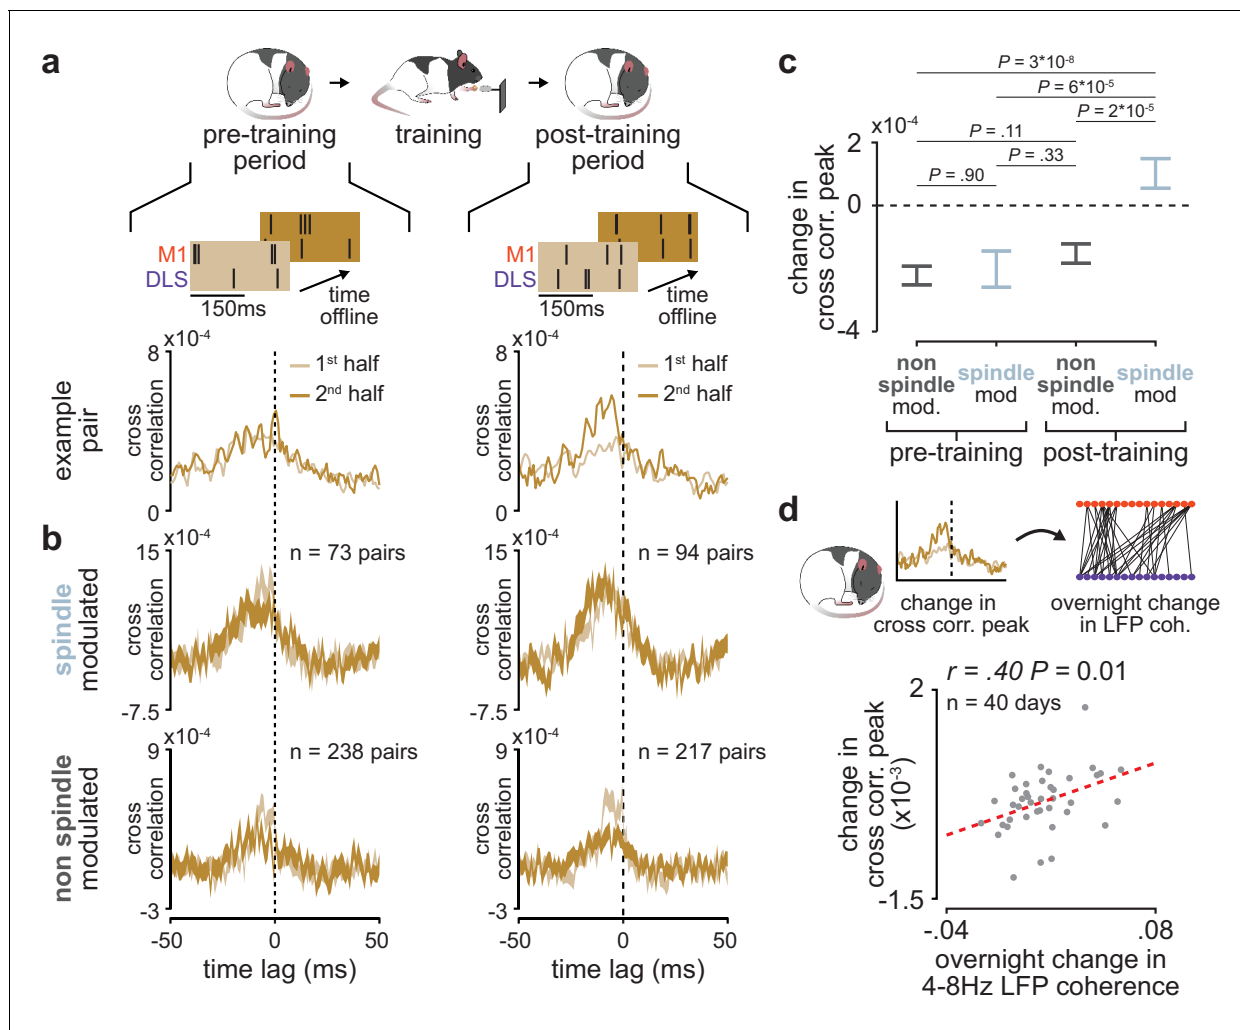 a
pre-training
period
training
post-training
period
M1
DLS
150ms
time
offline
M1
DLS
150ms
time
offline
example
pair
x10-4
8
0
cross
correlation
1st half
2nd half
x10-4
8
0
cross
correlation
1st half
2nd half
b
spindle
modulated
x10-4
15
-7.5
cross
correlation
n = 73 pairs
x10-4
15
-7.5
cross
correlation
n = 94 pairs
non spindle
modulated
x10-4
9
-3
cross
correlation
n = 238 pairs
x10-4
9
-3
cross
correlation
n = 217 pairs
-50 0 50
time lag (ms)
-50 0 50
time lag (ms)
c
P = 3*10-8
P = 6*10-5
P = 2*10-5
P = .11
P = .33
P = .90
x10-4
2
0
-4
change in
cross corr. peak
non
spindle
mod.
spindle
mod
non
spindle
mod.
spindle
mod
pre-training
post-training
d
change in
cross corr. peak
overnight change
in LFP coh.
r = .40 P = 0.01
n = 40 days
2
-1.5
change in
cross corr. peak
(x10-3)
-.04 .08
overnight change in
4-8Hz LFP coherence